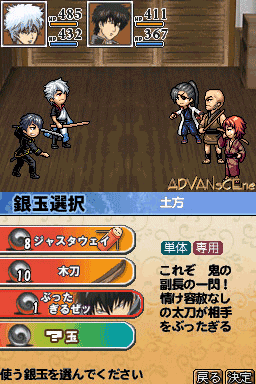 485
432
411
367
ADVANsCEne
銀玉選択
土方
8 ジャスタウェイ
10 木刀
1 ぶった
ぎるぜッ
?玉
単体 専用
これぞ 鬼の
副長の一閃!
情け容赦なし
の太刀が相手
をぶったぎる
使う銀玉を選んでください
戻る 決定